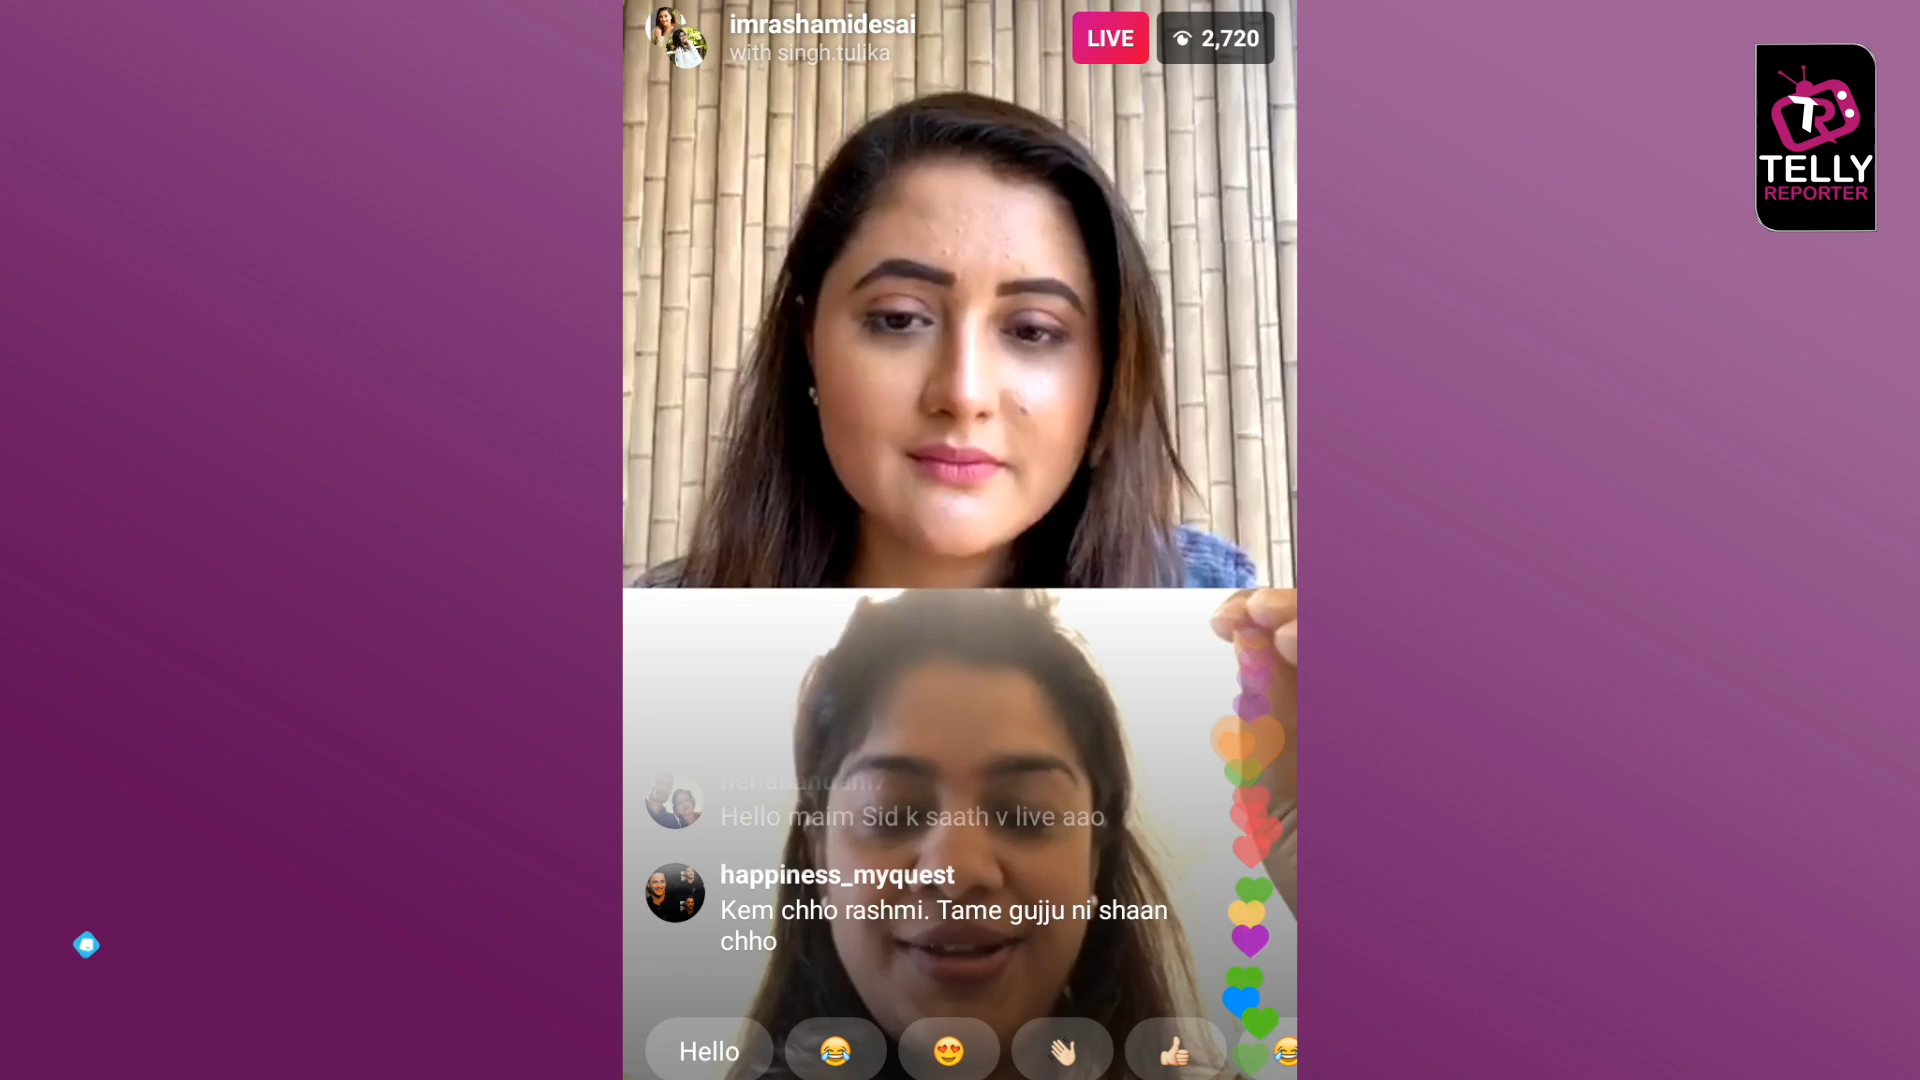 imrashamidesai
with singh.tulika
LIVE
2,720
TR
TELLY
REPORTER
Hello maim Sid k saath v live aao
happiness_myquest
Kem chho rashmi. Tame gujju ni shaan
chho
Hello